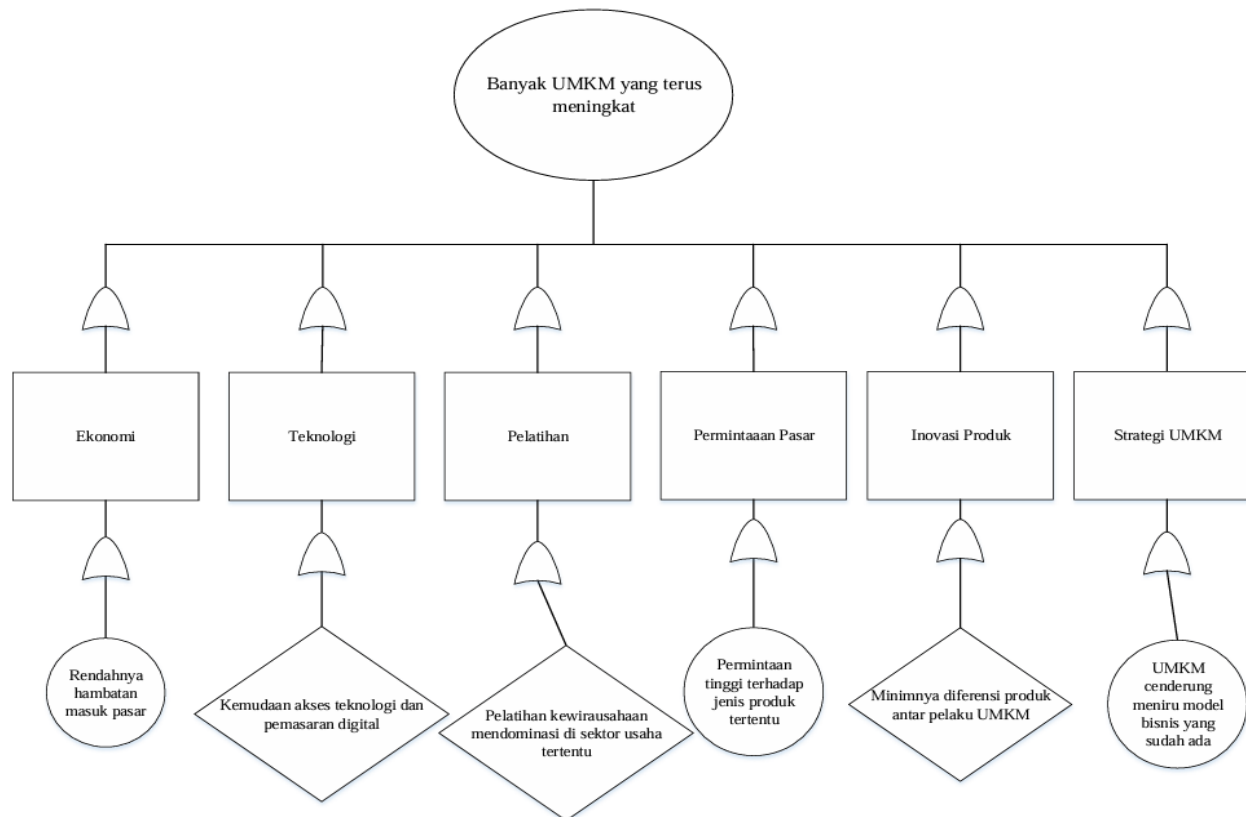 Banyak UMKM yang terus
meningkat
Ekonomi
Teknologi
Pelatihan
Permintaaan Pasar
Inovasi Produk
Strategi UMKM
Rendahnya
hambatan
masuk pasar
Kemudaan akses teknologi dan
pemasaran digital
Pelatihan kewirausahaan
mendominasi di sektor usaha
tertentu
Permintaan
tinggi terhadap
jenis produk
tertentu
Minimnya diferensi produk
antar pelaku UMKM
UMKM
cenderung
meniru model
bisnis yang
sudah ada